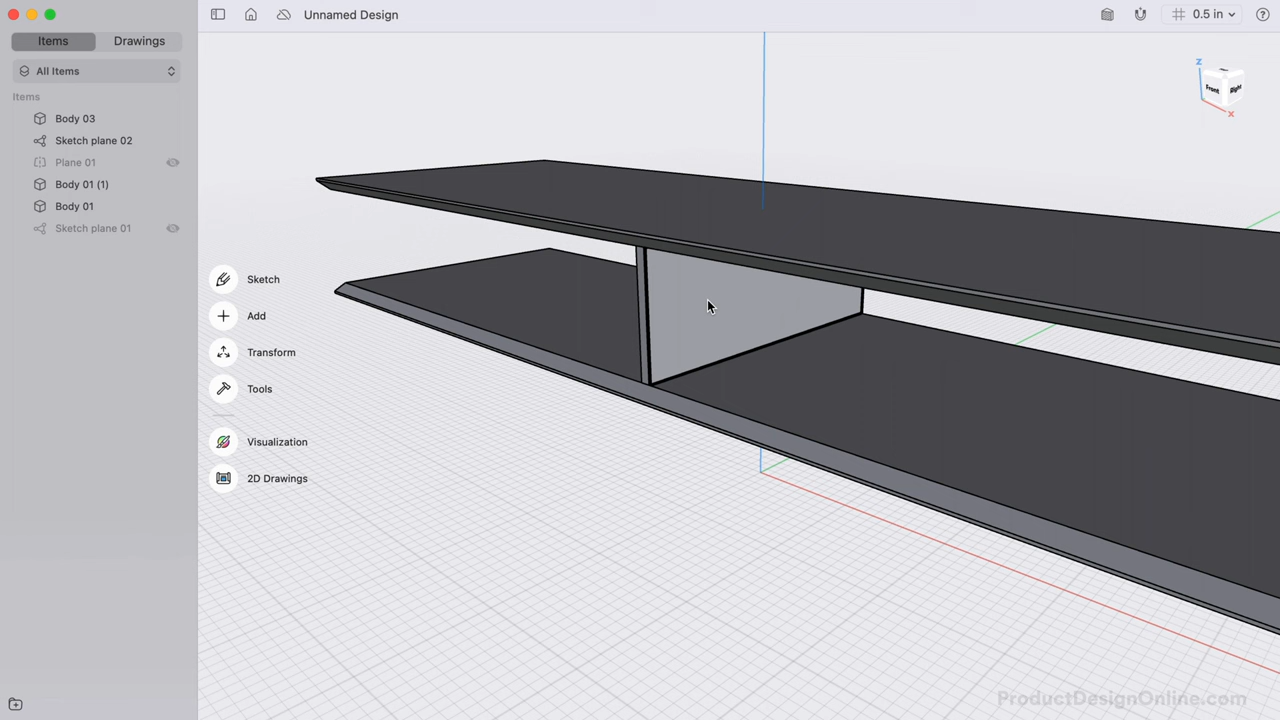 Unnamed Design
0.5 in
Items
Drawings
All Items
Items
Body 03
Sketch plane 02
Plane 01
Body 01 (1)
Body 01
Sketch plane 01
Sketch
Add
Transform
Tools
Visualization
2D Drawings
Z
Front
Right
X
ProductDesignOnline.com